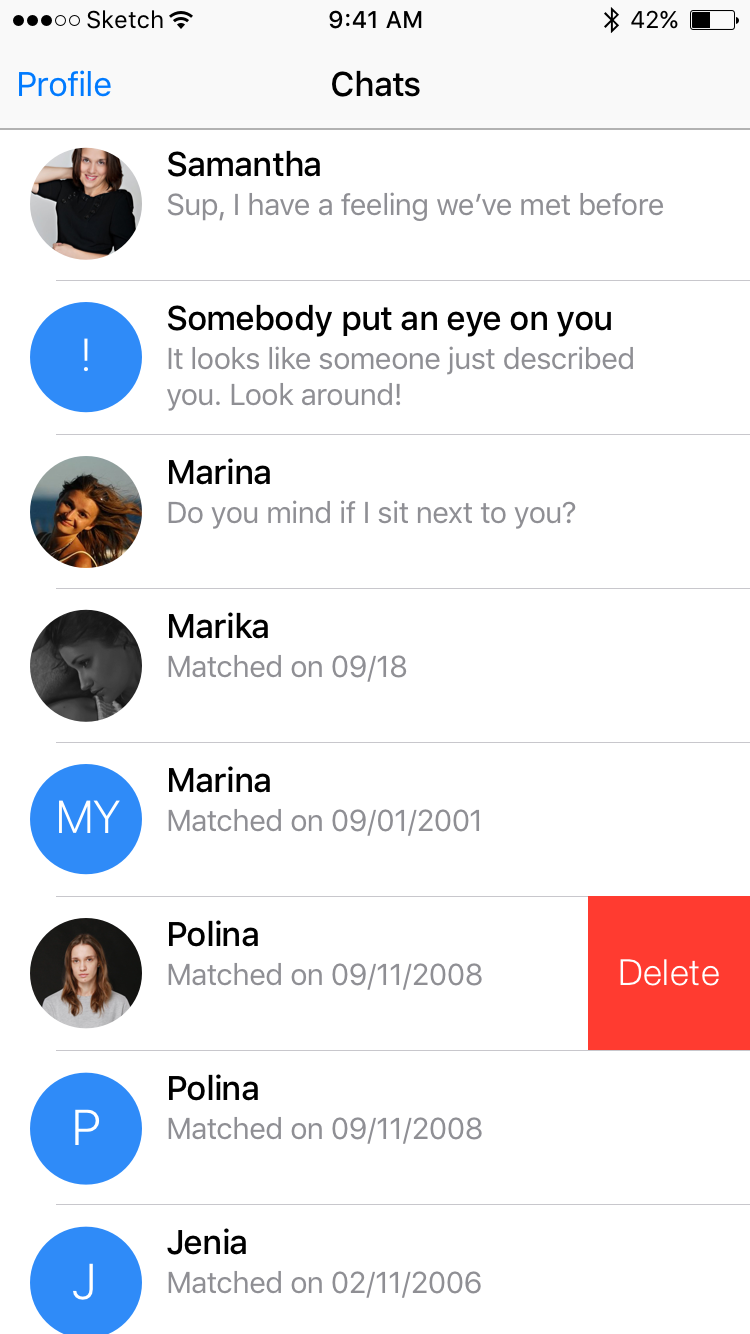 Sketch 9:41 AM 42%
Profile Chats
Samantha
Sup, I have a feeling we’ve met before
!
Somebody put an eye on you
It looks like someone just described
you. Look around!
Marina
Do you mind if I sit next to you?
Marika
Matched on 09/18
MY
Marina
Matched on 09/01/2001
Polina
Matched on 09/11/2008
Delete
P
Polina
Matched on 09/11/2008
J
Jenia
Matched on 02/11/2006